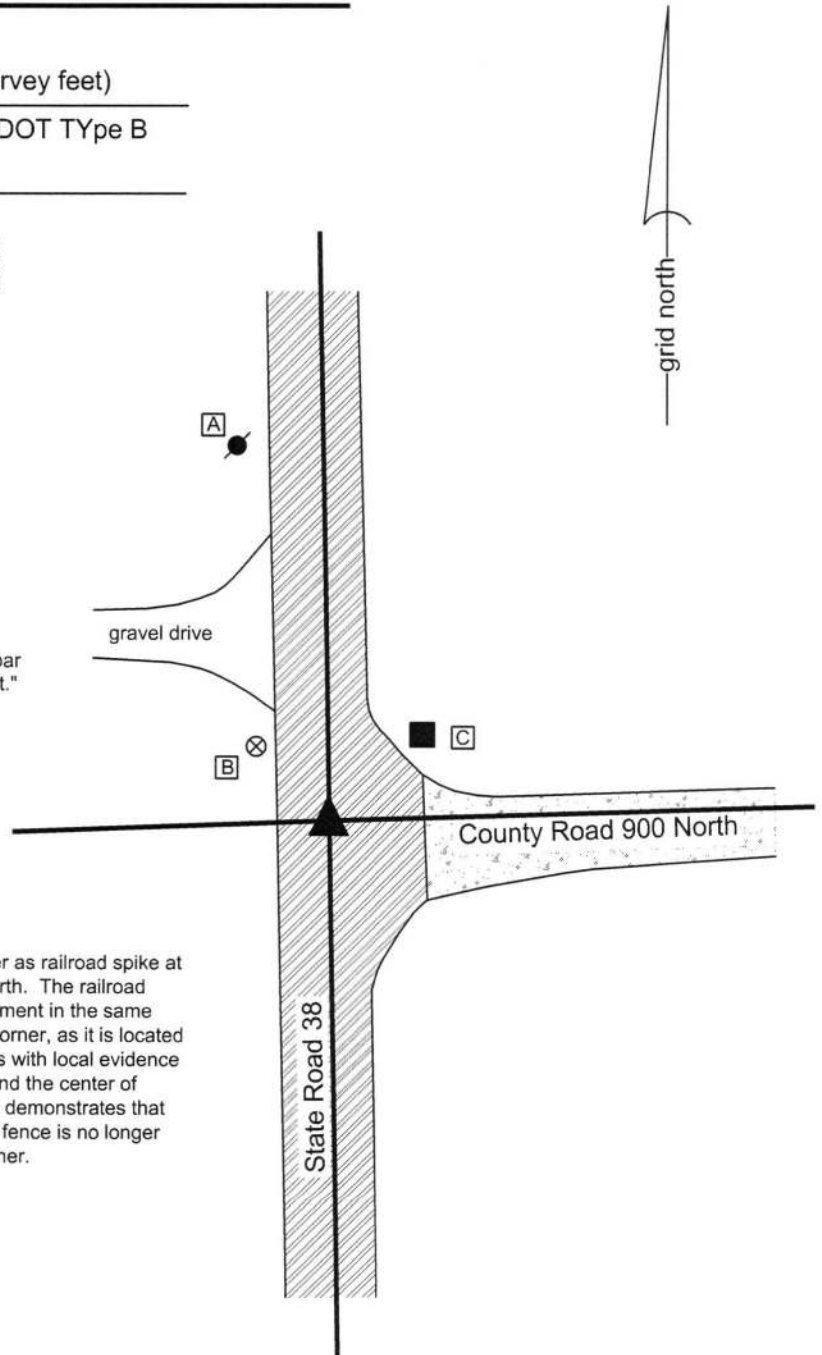 rvey feet)
DOT TYpe B
grid north
A
gravel drive
bar
t."
B
C
County Road 900 North
er as railroad spike at
rth. The railroad
ment in the same
orner, as it is located
s with local evidence
nd the center of
demonstrates that
fence is no longer
ner.
State Road 38